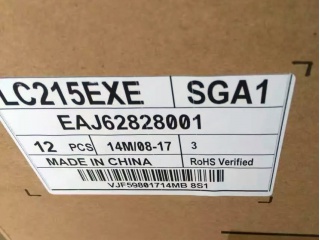 LC215EXE SGA1
EAJ62828001
12 PCS 14M/08-17 3
MADE IN CHINA RoHS Verified
VJF59801714MB 8S1